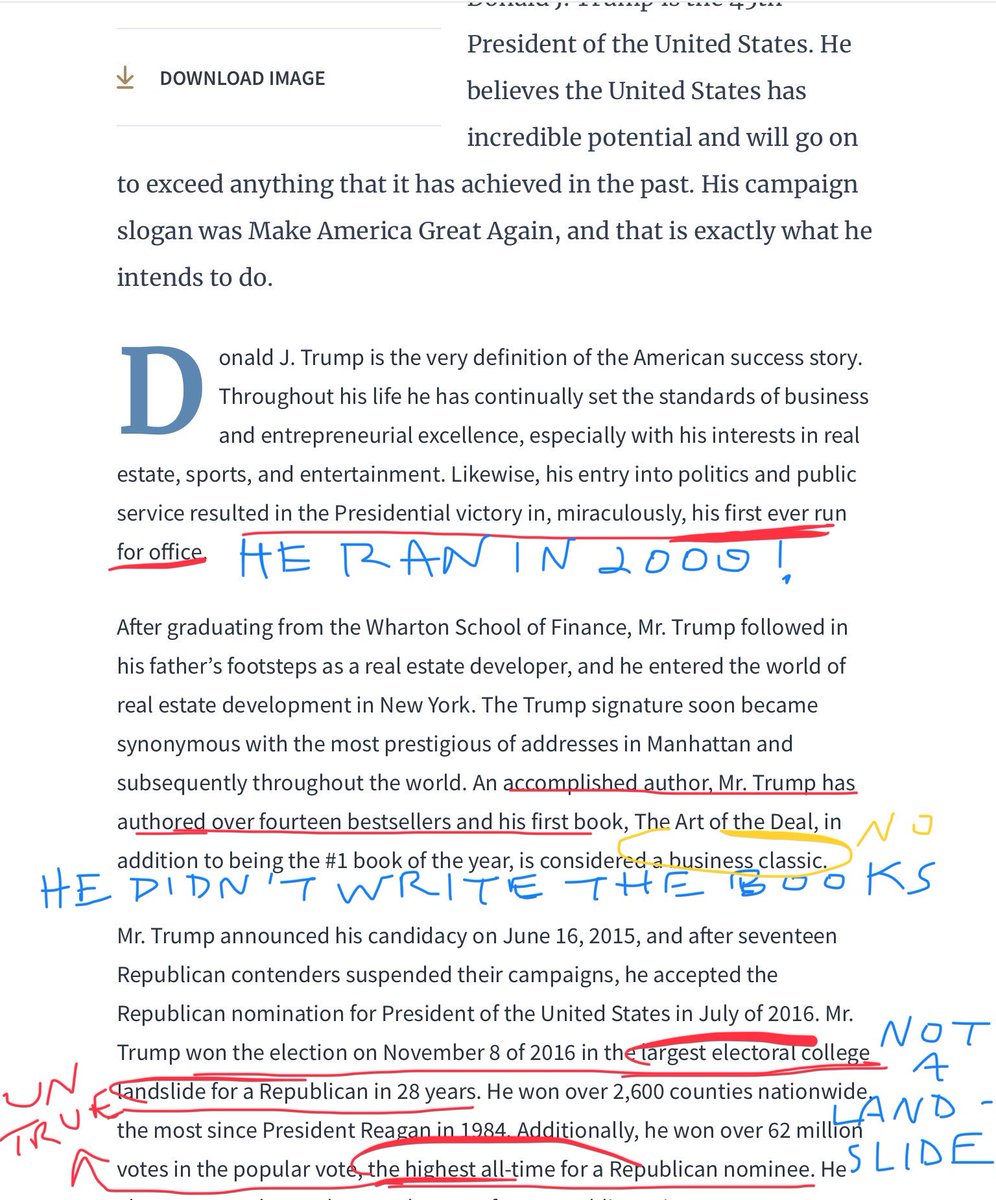 Donald J. Trump is the 45th
President of the United States. He
DOWNLOAD IMAGE
believes the United States has
incredible potential and will go on
to exceed anything that it has achieved in the past. His campaign
slogan was Make America Great Again, and that is exactly what he
intends to do.
Donald J. Trump is the very definition of the American success story.
Throughout his life he has continually set the standards of business
and entrepreneurial excellence, especially with his interests in real
estate, sports, and entertainment. Likewise, his entry into politics and public
service resulted in the Presidential victory in, miraculously, his first ever run
for office.
HE RAN IN 2000!
After graduating from the Wharton School of Finance, Mr. Trump followed in
his father’s footsteps as a real estate developer, and he entered the world of
real estate development in New York. The Trump signature soon became
synonymous with the most prestigious of addresses in Manhattan and
subsequently throughout the world. An accomplished author, Mr. Trump has
authored over fourteen bestsellers and his first book, The Art of the Deal, in
NO
addition to being the #1 book of the year, is considered a business classic.
HE DIDN'T WRITE THE BOOKS
Mr. Trump announced his candidacy on June 16, 2015, and after seventeen
Republican contenders suspended their campaigns, he accepted the
Republican nomination for President of the United States in July of 2016. Mr.
Trump won the election on November 8 of 2016 in the largest electoral college
landslide for a Republican in 28 years. He won over 2,600 counties nationwide,
the most since President Reagan in 1984. Additionally, he won over 62 million
votes in the popular vote, the highest all-time for a Republican nominee. He
NOT
A
LAND-
SLIDE
UN
TRUE